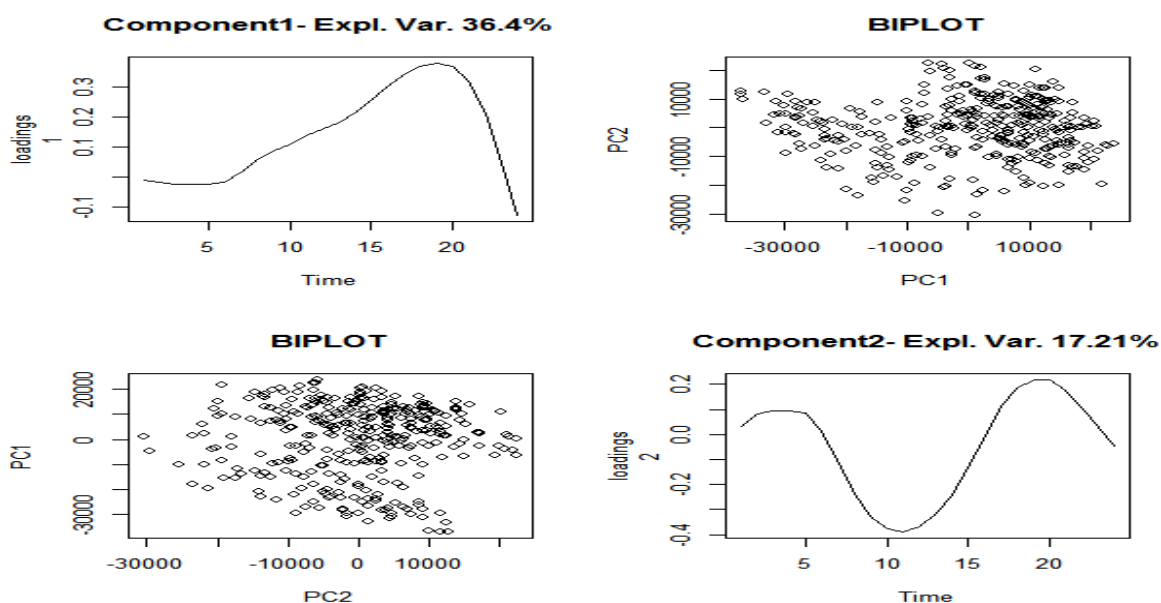 Component1- Expl. Var. 36.4%
loadings
1
0.3
0.2
0.1
-0.1
5
10
15
20
Time
BIPLOT
PC2
10000
-10000
-30000
-30000
-10000
10000
PC1
BIPLOT
PC1
20000
0
-30000
-30000
-10000
0
10000
PC2
Component2- Expl. Var. 17.21%
loadings
2
0.2
0.0
-0.2
-0.4
5
10
15
20
Time